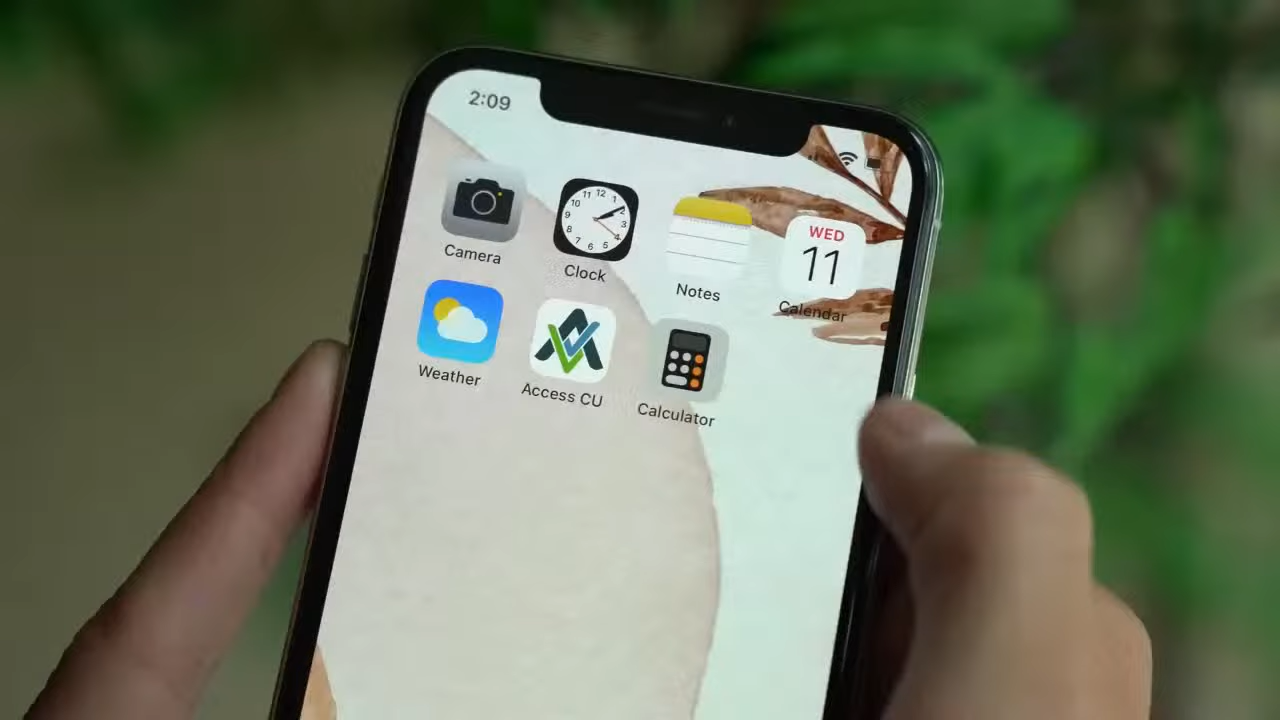 2:09
Camera
Clock
Notes
WED
11
Calendar
Weather
Access CU
Calculator